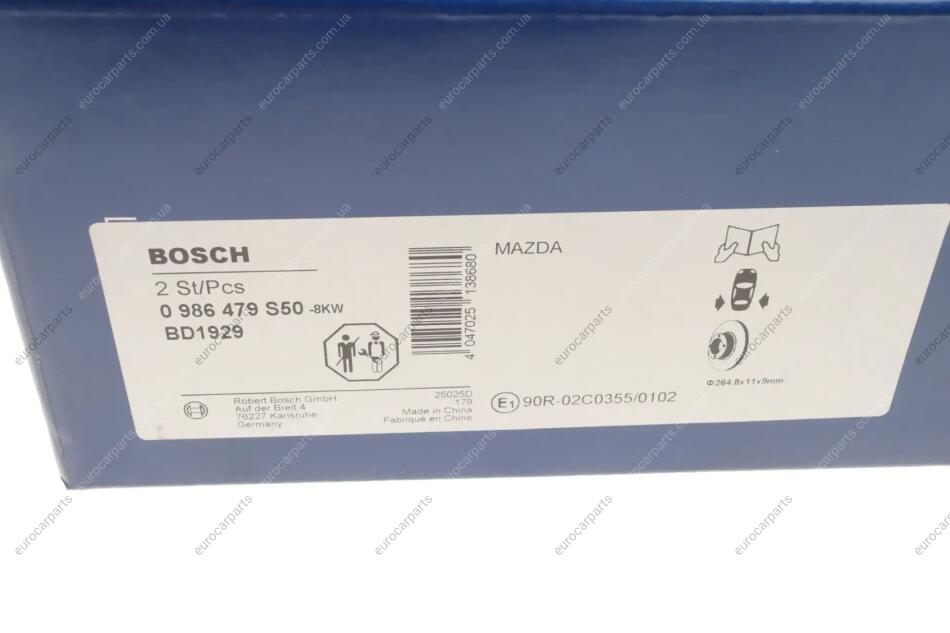 BOSCH
2 St/Pcs
0 986 479 S50 -8KW
BD1929
4 047025 138680
MAZDA
Φ264.8x11x9mm
Robert Bosch GmbH
Auf der Breit 4
76227 Karlsruhe
Germany
25025D
179
Made in China
Fabriqué en Chine
E1 90R-02C0355/0102
eurocarparts.com.ua